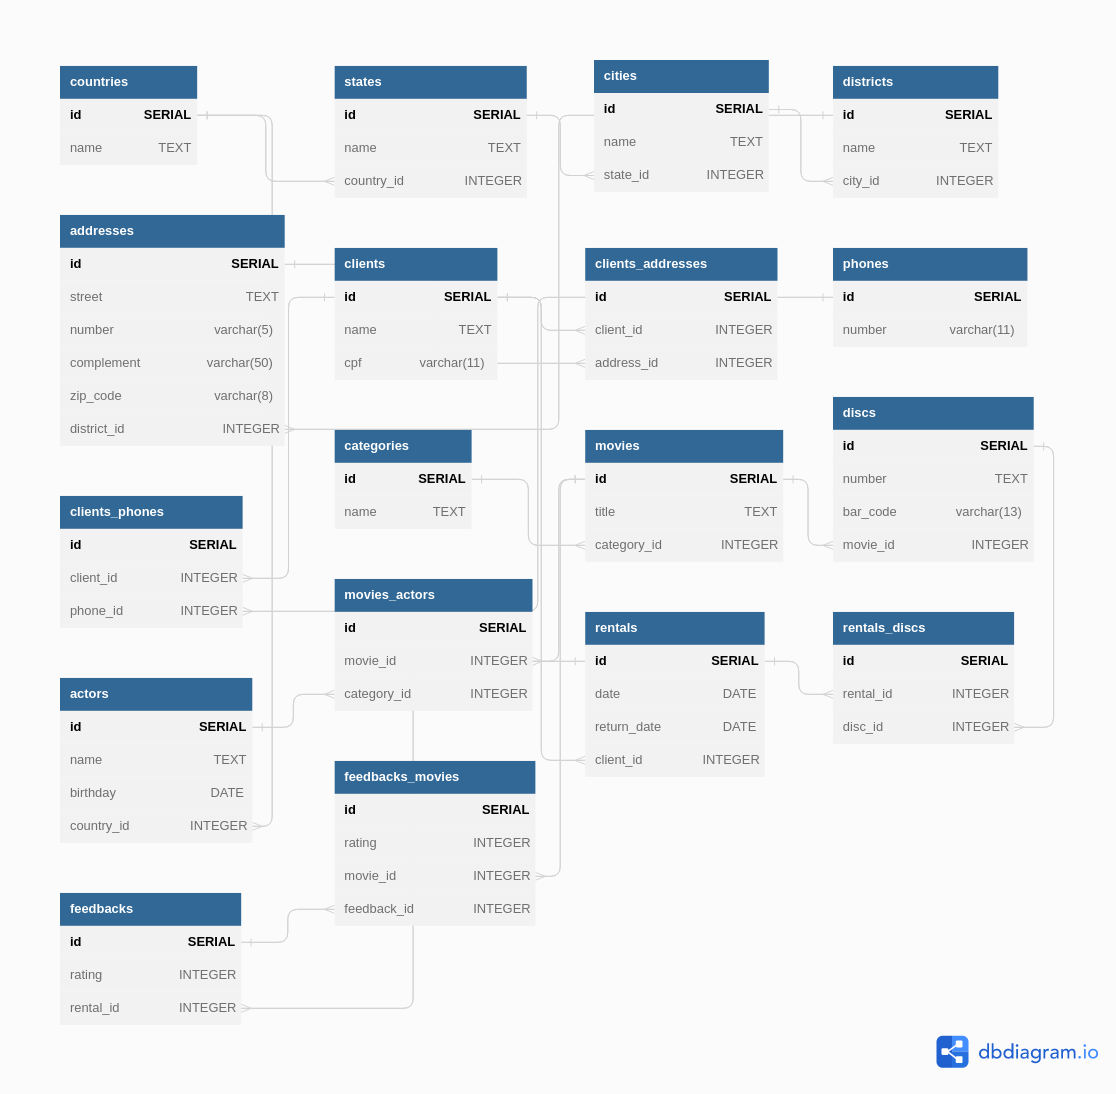 countries
id SERIAL
name TEXT
states
id SERIAL
name TEXT
country_id INTEGER
cities
id SERIAL
name TEXT
state_id INTEGER
districts
id SERIAL
name TEXT
city_id INTEGER
addresses
id SERIAL
street TEXT
number varchar(5)
complement varchar(50)
zip_code varchar(8)
district_id INTEGER
clients
id SERIAL
name TEXT
cpf varchar(11)
clients_addresses
id SERIAL
client_id INTEGER
address_id INTEGER
phones
id SERIAL
number varchar(11)
categories
id SERIAL
name TEXT
movies
id SERIAL
title TEXT
category_id INTEGER
discs
id SERIAL
number TEXT
bar_code varchar(13)
movie_id INTEGER
clients_phones
id SERIAL
client_id INTEGER
phone_id INTEGER
movies_actors
id SERIAL
movie_id INTEGER
category_id INTEGER
rentals
id SERIAL
date DATE
return_date DATE
client_id INTEGER
rentals_discs
id SERIAL
rental_id INTEGER
disc_id INTEGER
actors
id SERIAL
name TEXT
birthday DATE
country_id INTEGER
feedbacks_movies
id SERIAL
rating INTEGER
movie_id INTEGER
feedback_id INTEGER
feedbacks
id SERIAL
rating INTEGER
rental_id INTEGER
dbdiagram.io